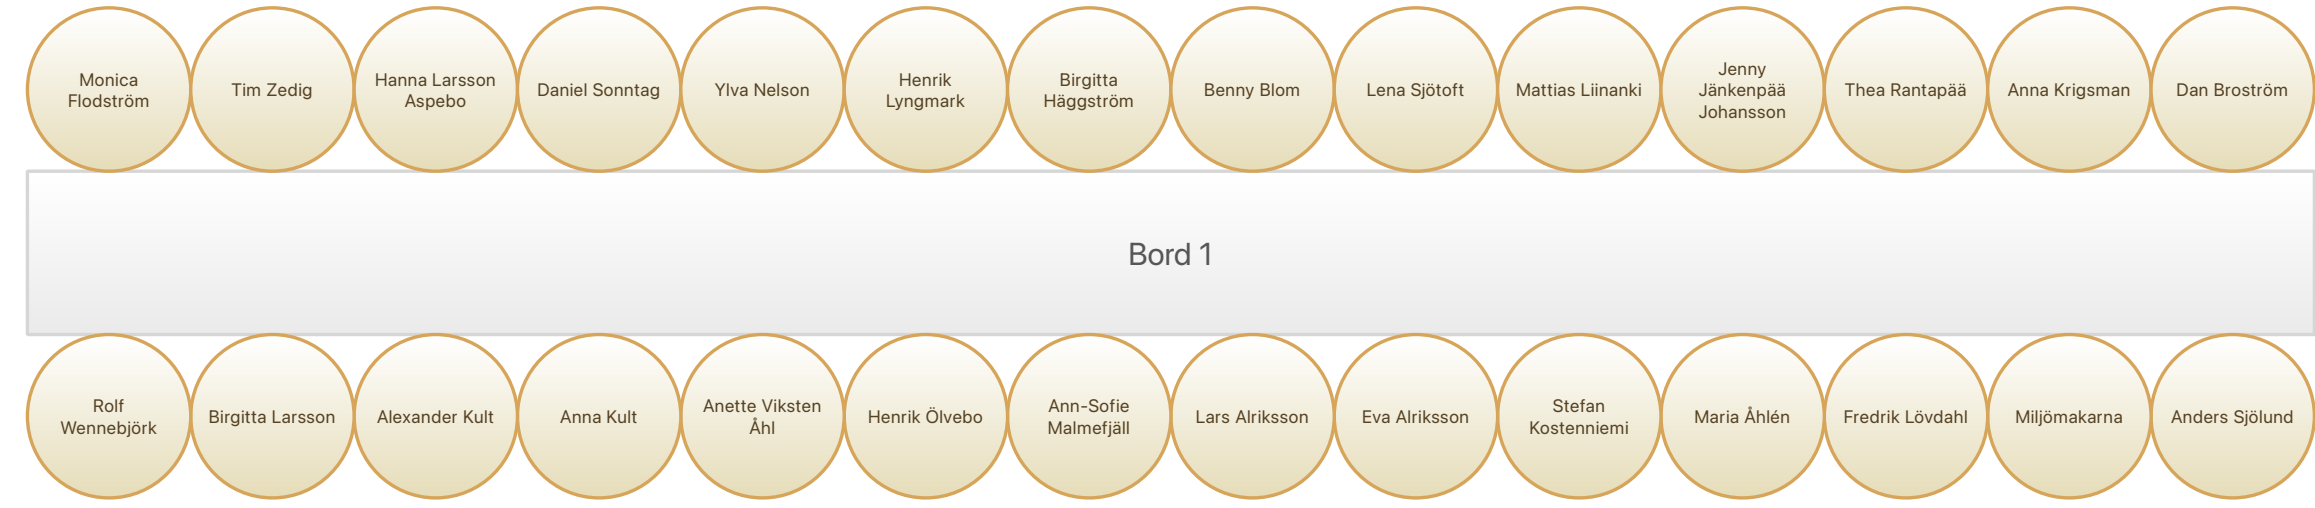 Monica
Flodström
Tim Zedig
Hanna Larsson
Aspebo
Daniel Sonntag
Ylva Nelson
Henrik
Lyngmark
Birgitta
Häggström
Benny Blom
Lena Sjötoft
Mattias Liinanki
Jenny
Jänkenpää
Johansson
Thea Rantapää
Anna Krigsman
Dan Broström
Bord 1
Rolf
Wennebjörk
Birgitta Larsson
Alexander Kult
Anna Kult
Anette Viksten
Åhl
Henrik Ölvebo
Ann-Sofie
Malmefjäll
Lars Alriksson
Eva Alriksson
Stefan
Kostenniemi
Maria Åhlén
Fredrik Lövdahl
Miljömakarna
Anders Sjölund